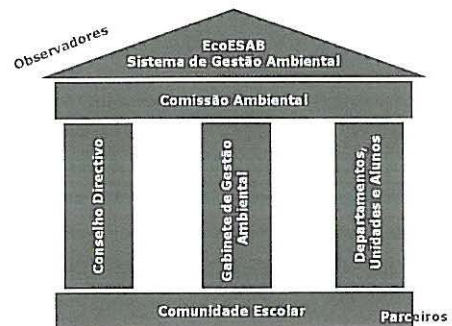 Observadores
EcoESAB
Sistema de Gestão Ambiental
Comissão Ambiental
Conselho Directivo
Gabinete de Gestão
Ambiental
Departamentos,
Unidades e Alunos
Comunidade Escolar
Parceiros